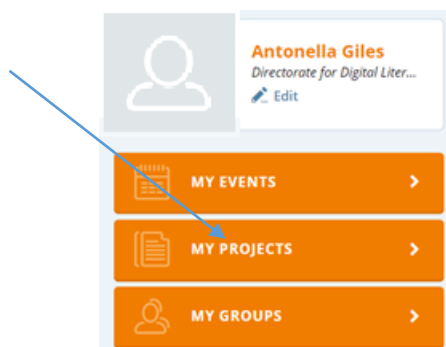 Antonella Giles
Directorate for Digital Liter...
Edit
MY EVENTS
MY PROJECTS
MY GROUPS